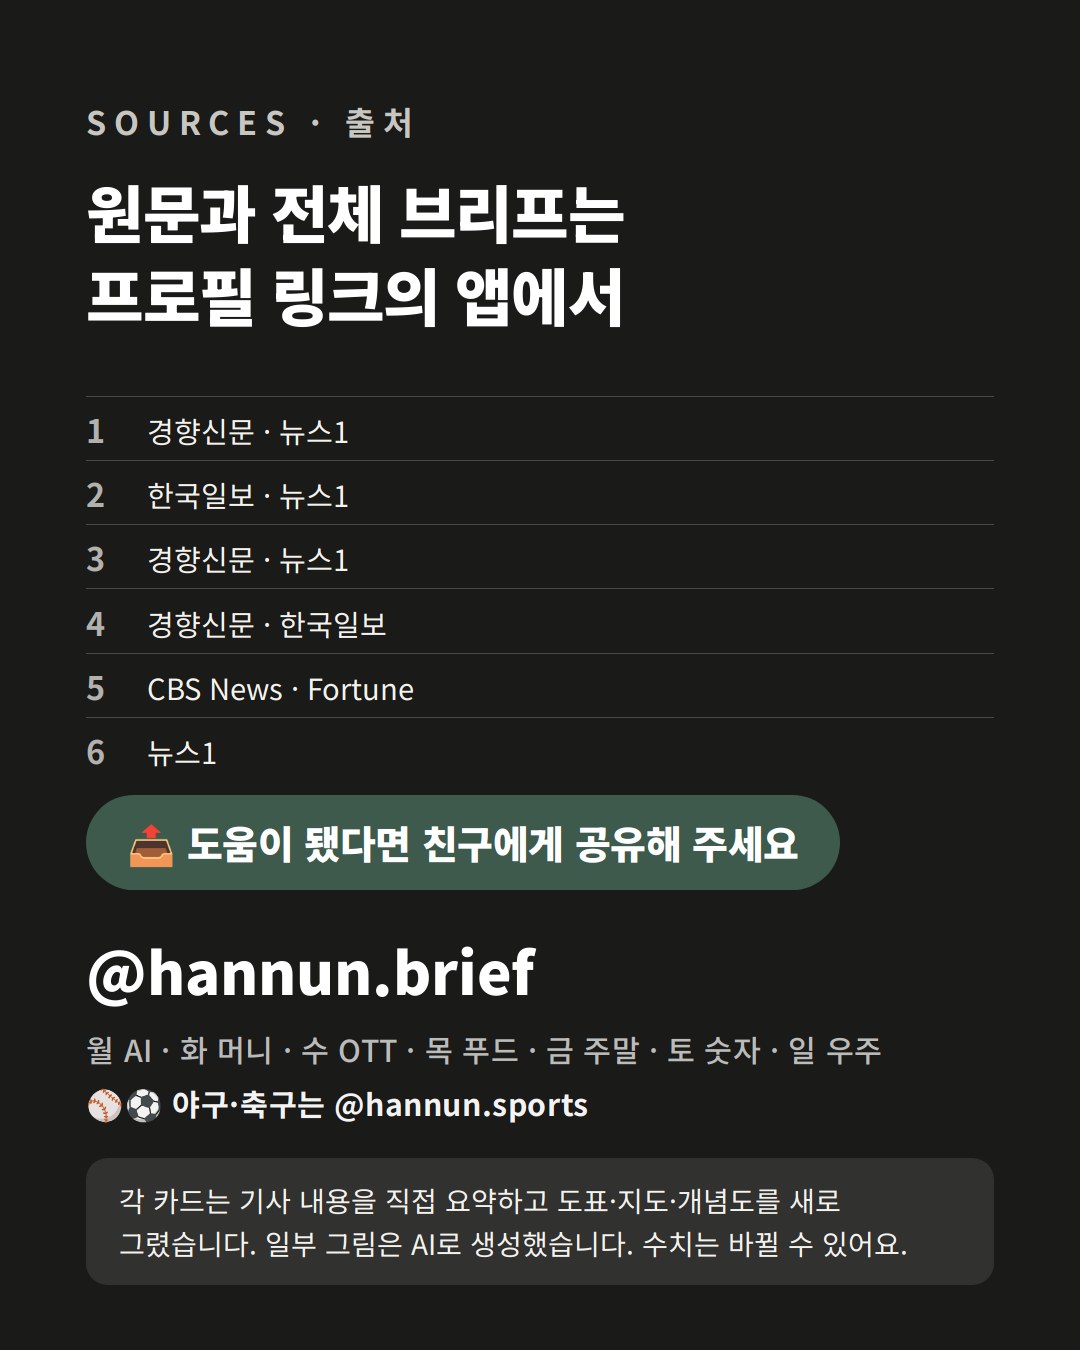 SOURCES · 출처
원문과 전체 브리프는
프로필 링크의 앱에서
1 경향신문 · 뉴스1
2 한국일보 · 뉴스1
3 경향신문 · 뉴스1
4 경향신문 · 한국일보
5 CBS News · Fortune
6 뉴스1
📤 도움이 됐다면 친구에게 공유해 주세요
@hannun.brief
월 AI · 화 머니 · 수 OTT · 목 푸드 · 금 주말 · 토 숫자 · 일 우주
⚾⚽ 야구·축구는 @hannun.sports
각 카드는 기사 내용을 직접 요약하고 도표·지도·개념도를 새로
그렸습니다. 일부 그림은 AI로 생성했습니다. 수치는 바뀔 수 있어요.